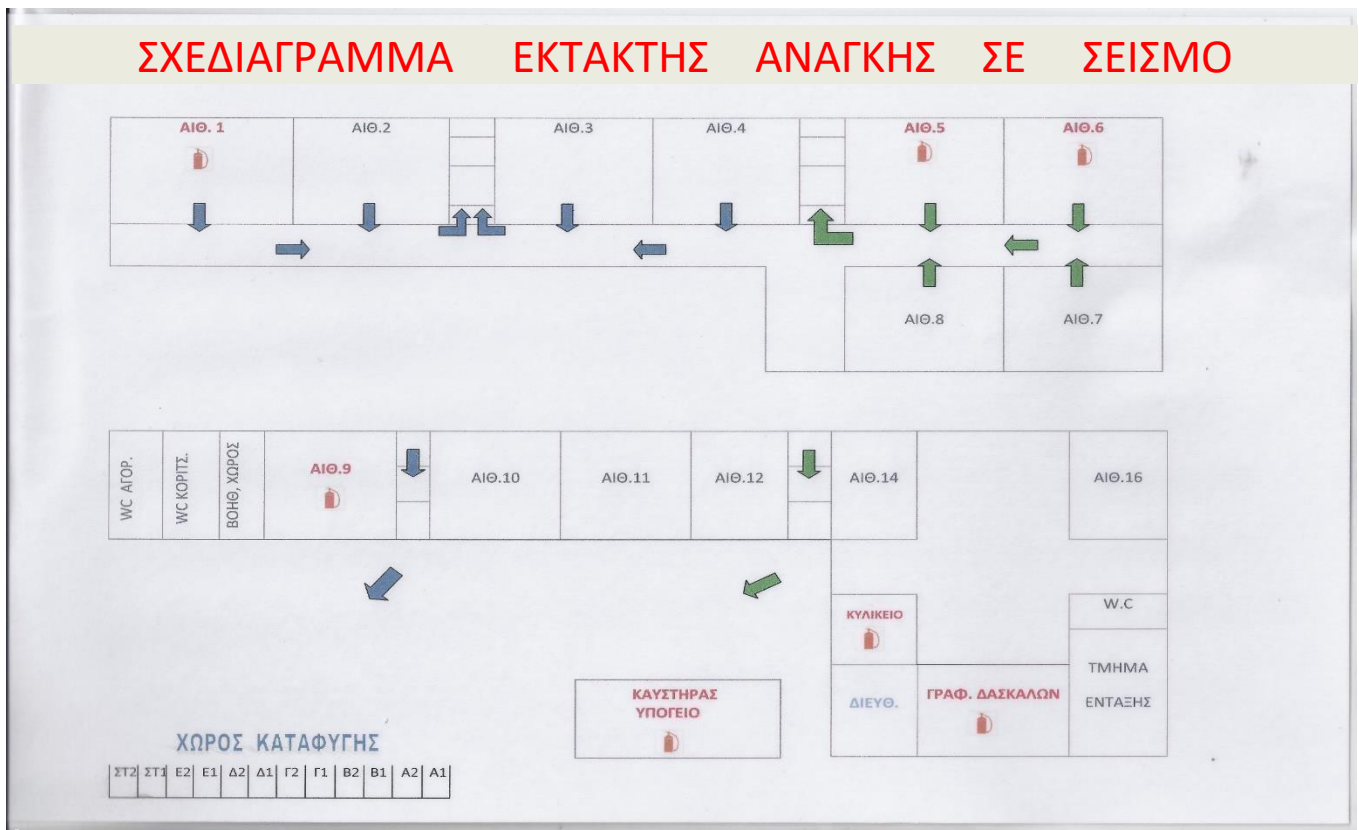 ΣΧΕΔΙΑΓΡΑΜΜΑ ΕΚΤΑΚΤΗΣ ΑΝΑΓΚΗΣ ΣΕ ΣΕΙΣΜΟ
ΑΙΘ. 1
ΑΙΘ.2
ΑΙΘ.3
ΑΙΘ.4
ΑΙΘ.5
ΑΙΘ.6
ΑΙΘ.8
ΑΙΘ.7
WC ΑΓΟΡ.
WC ΚΟΡΙΤΣ.
ΒΟΗΘ, ΧΩΡΟΣ
ΑΙΘ.9
ΑΙΘ.10
ΑΙΘ.11
ΑΙΘ.12
ΑΙΘ.14
ΑΙΘ.16
ΚΥΛΙΚΕΙΟ
W.C
ΤΜΗΜΑ
ΕΝΤΑΞΗΣ
ΚΑΥΣΤΗΡΑΣ
ΥΠΟΓΕΙΟ
ΔΙΕΥΘ.
ΓΡΑΦ. ΔΑΣΚΑΛΩΝ
ΧΩΡΟΣ ΚΑΤΑΦΥΓΗΣ
ΣΤ2 ΣΤ1 Ε2 Ε1 Δ2 Δ1 Γ2 Γ1 Β2 Β1 Α2 Α1